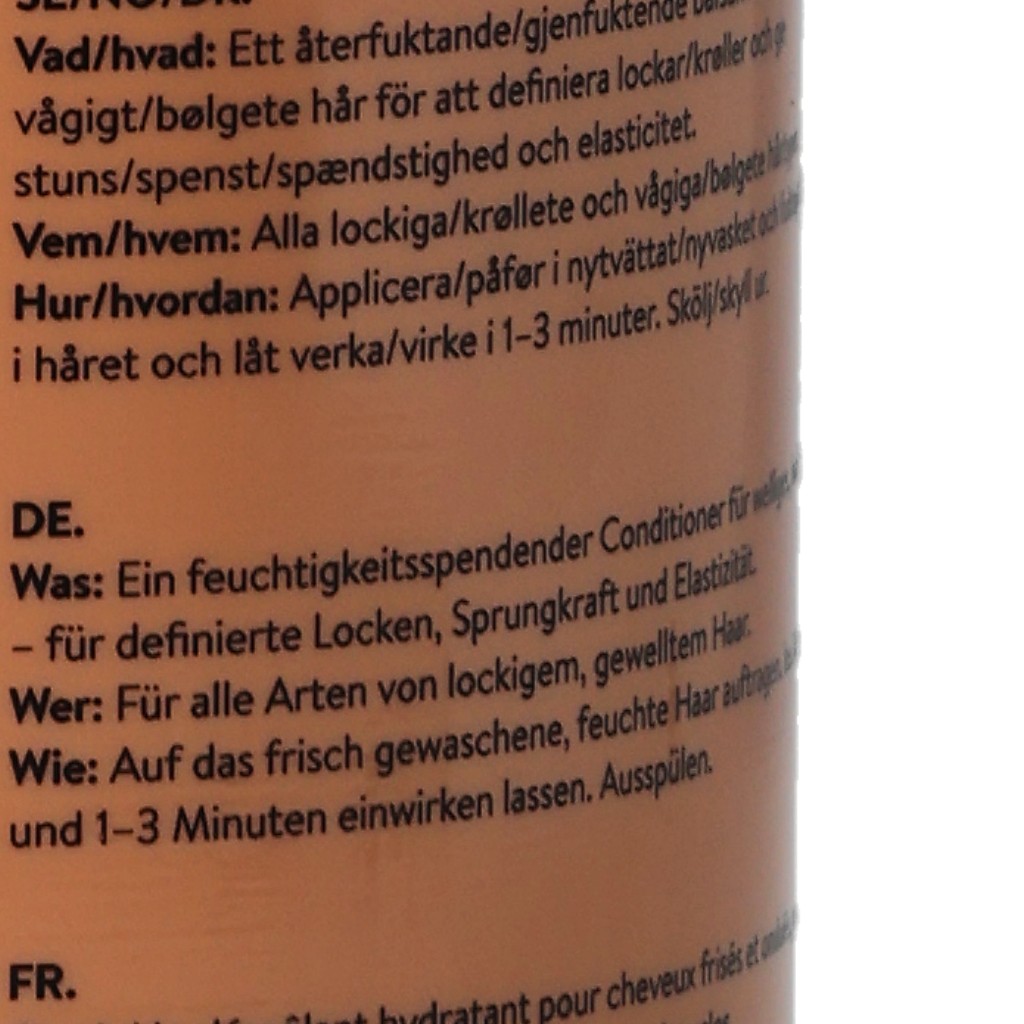 SE/NO/DK.
Vad/hvad: Ett återfuktande/gjenfuktende
vågigt/bølgete hår för att definiera lockar/krøller och
stuns/spenst/spændstighed och elasticitet.
Vem/hvem: Alla lockiga/krøllete och vågiga/bølgete
Hur/hvordan: Applicera/påfør i nytvättat/nyvasket och
i håret och låt verka/virke i 1–3 minuter. Skölj/skyll ur.
DE.
Was: Ein feuchtigkeitsspendender Conditioner für
– für definierte Locken, Sprungkraft und Elastizität.
Wer: Für alle Arten von lockigem, gewelltem Haar.
Wie: Auf das frisch gewaschene, feuchte Haar auftragen,
und 1–3 Minuten einwirken lassen. Ausspülen.
FR.
hydratant pour cheveux frisés et